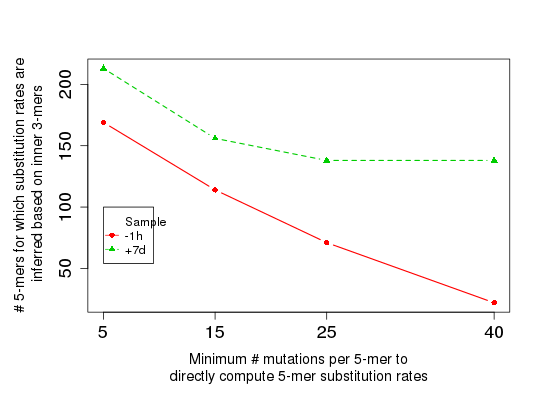 # 5-mers for which substitution rates are
inferred based on inner 3-mers
200
150
100
50
Sample
-1h
+7d
5 15 25 40
Minimum # mutations per 5-mer to
directly compute 5-mer substitution rates